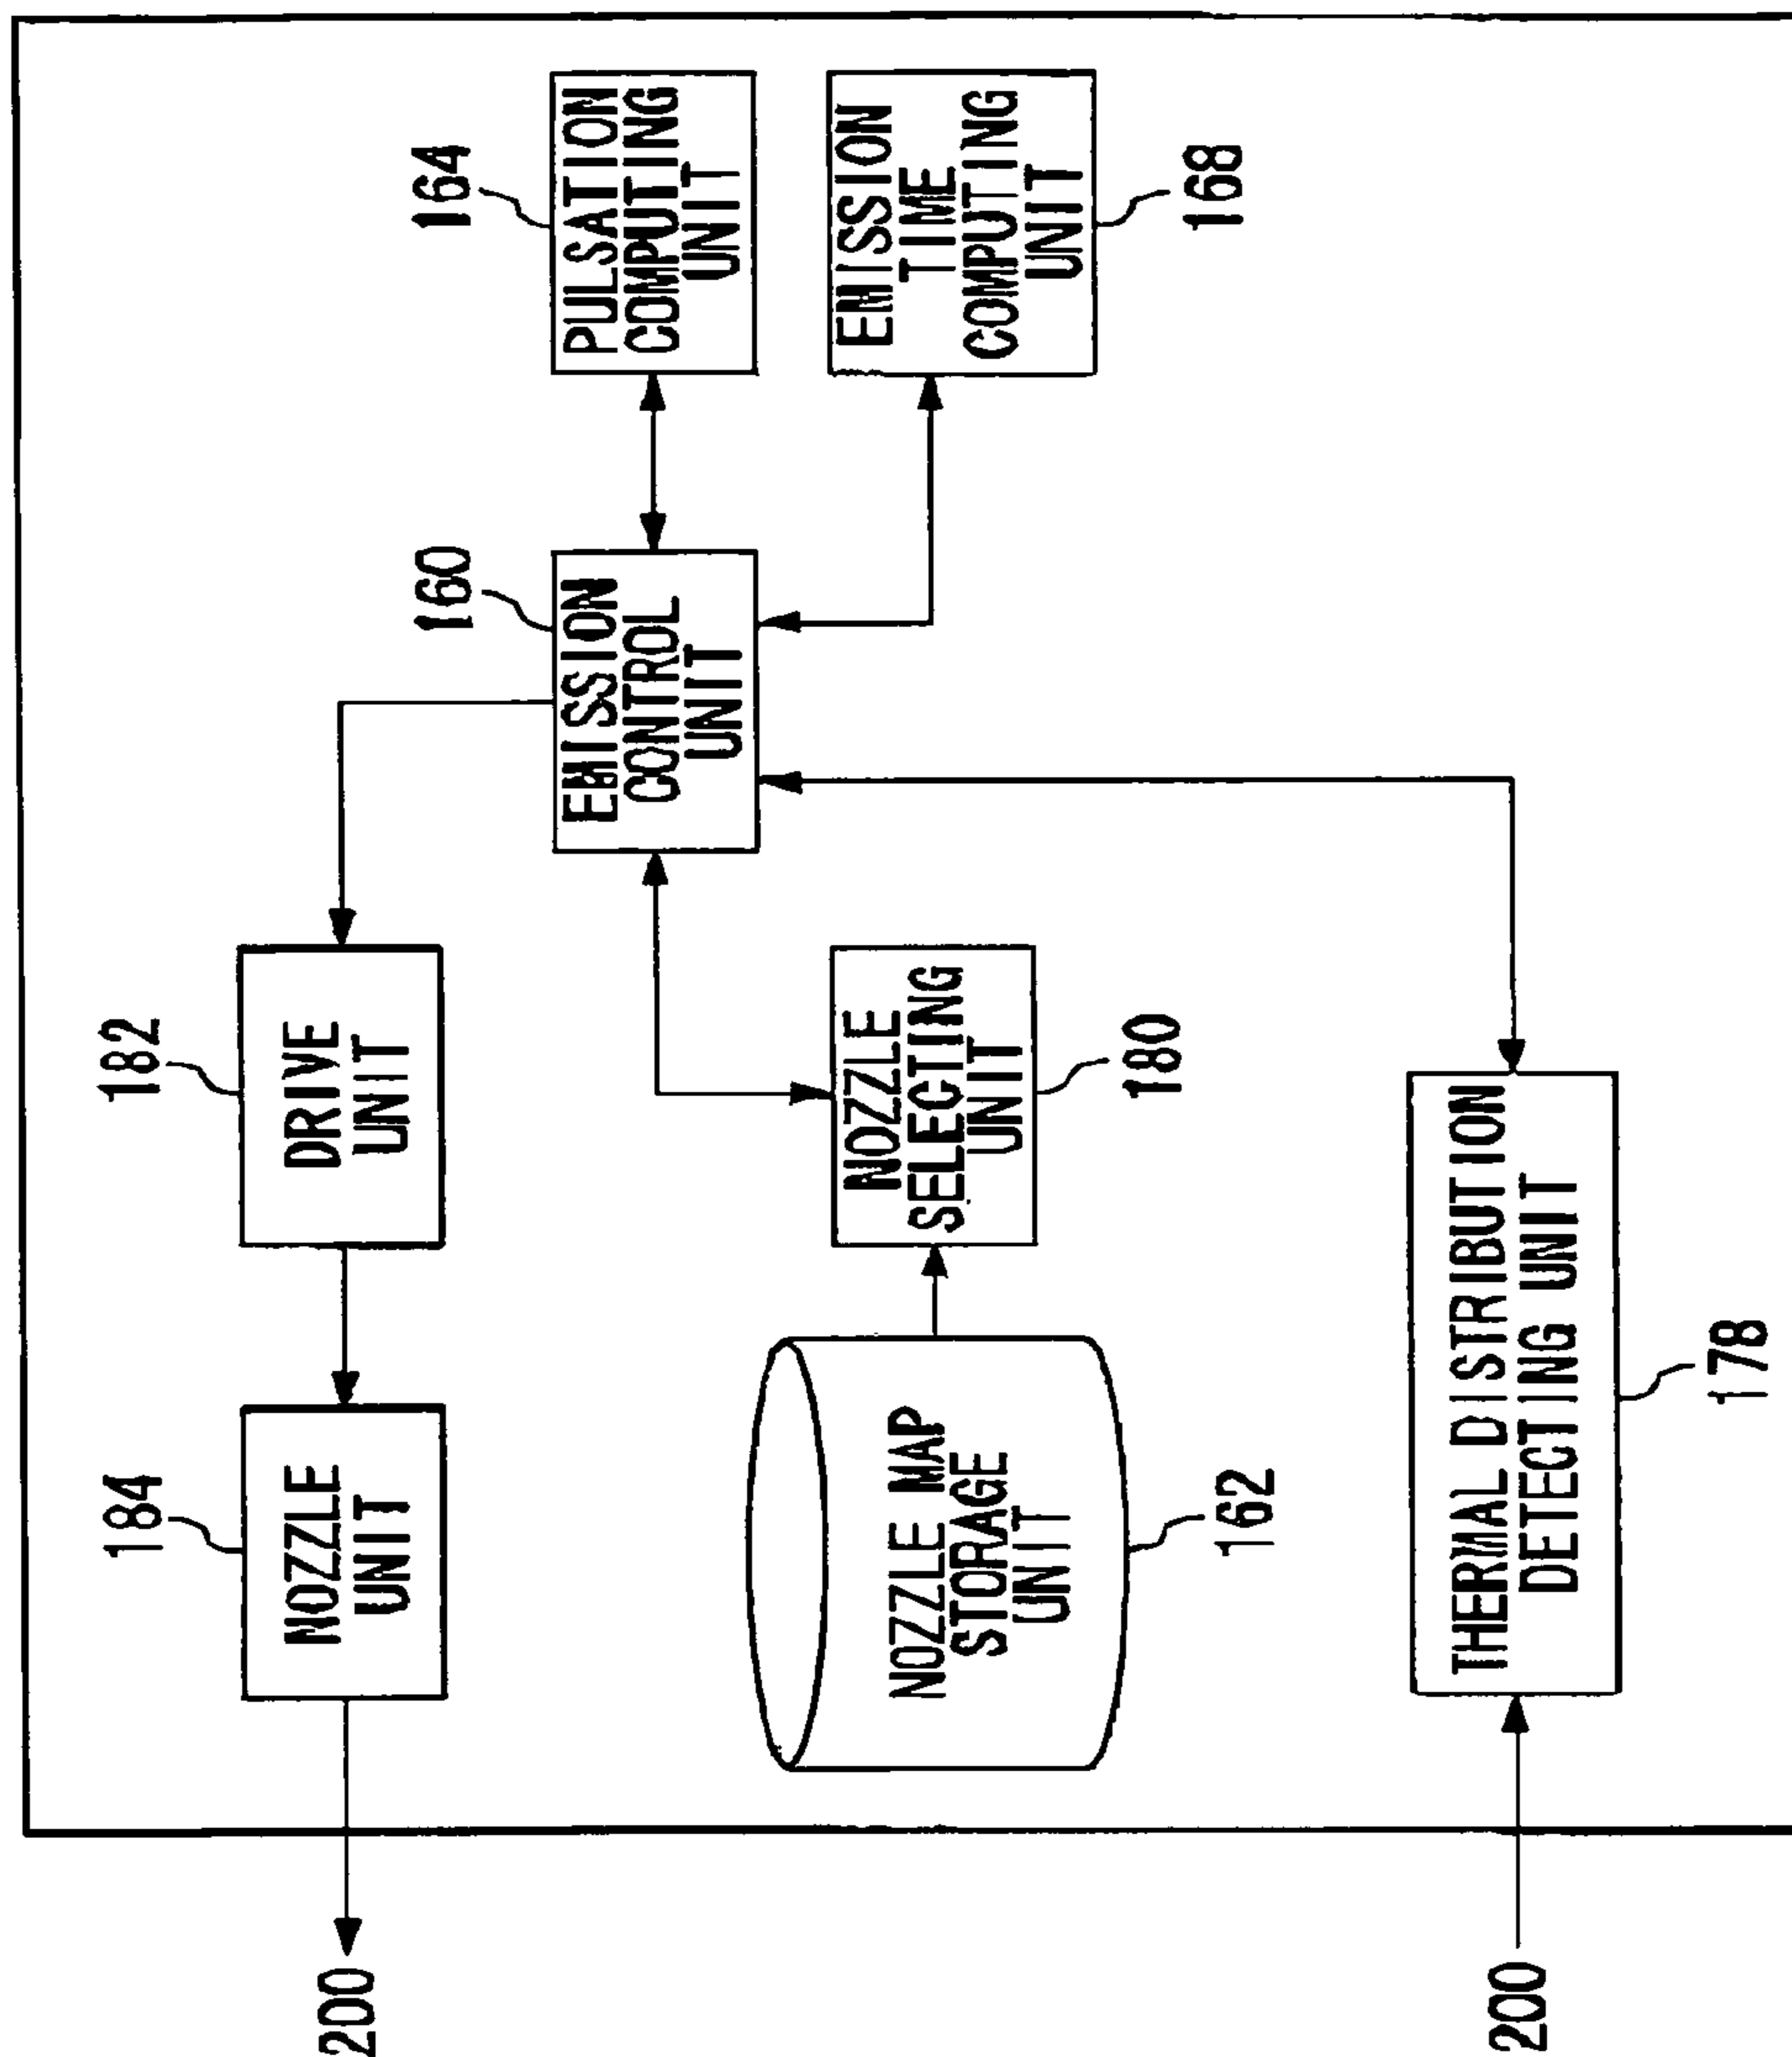 200
184
NOZZLE
UNIT
182
DRIVE
UNIT
160
EMISSION
CONTROL
UNIT
164
PULSATION
COMPUTING
UNIT
NOZZLE MAP
STORAGE
UNIT
162
NOZZLE
SELECTING
UNIT
180
EMISSION
TIME
COMPUTING
UNIT
168
200
THERMAL DISTRIBUTION
DETECTING UNIT
178